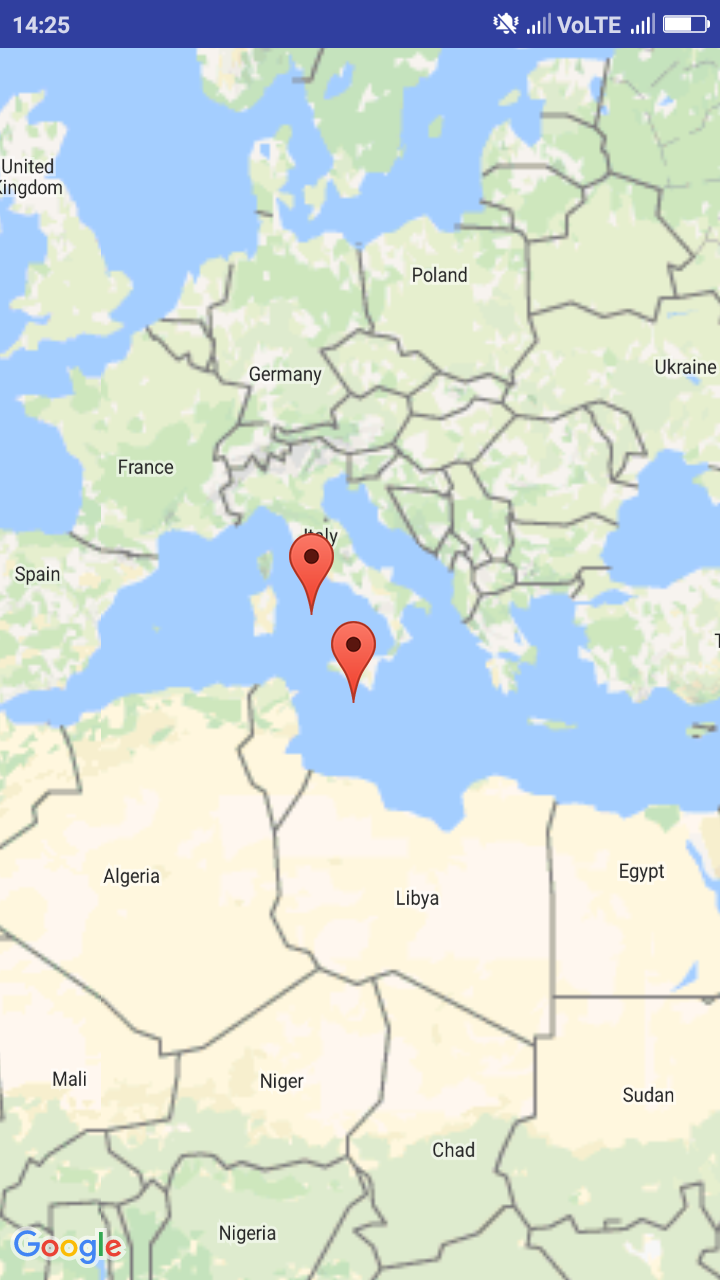 14:25
VoLTE
United
Kingdom
Poland
Ukraine
Germany
France
Italy
Spain
T
Algeria
Egypt
Libya
Mali
Niger
Sudan
Chad
Nigeria
Google